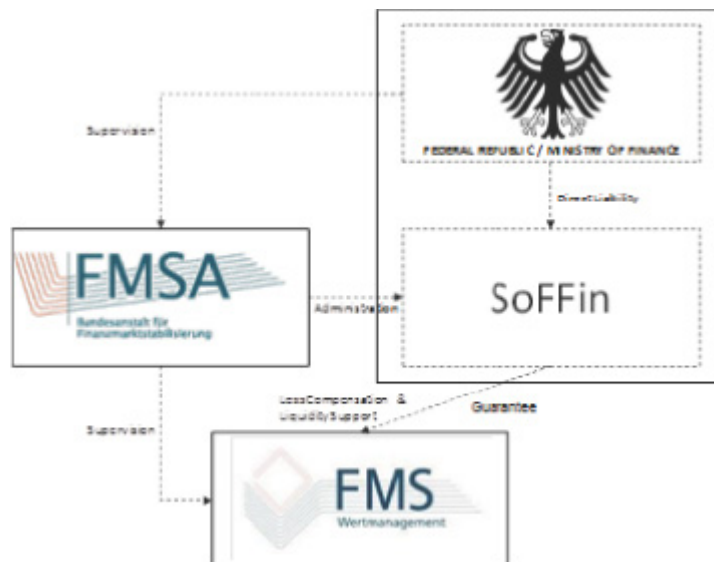 FEDERAL REPUBLIC / MINISTRY OF FINANCE
Supervision
Direct Liability
FMSA
Bundesanstalt für
Finanzmarktstabilisierung
SoFFin
Administration
Loss Compensation &
Liquidity Support
Guarantee
Supervision
FMS
Wertmanagement